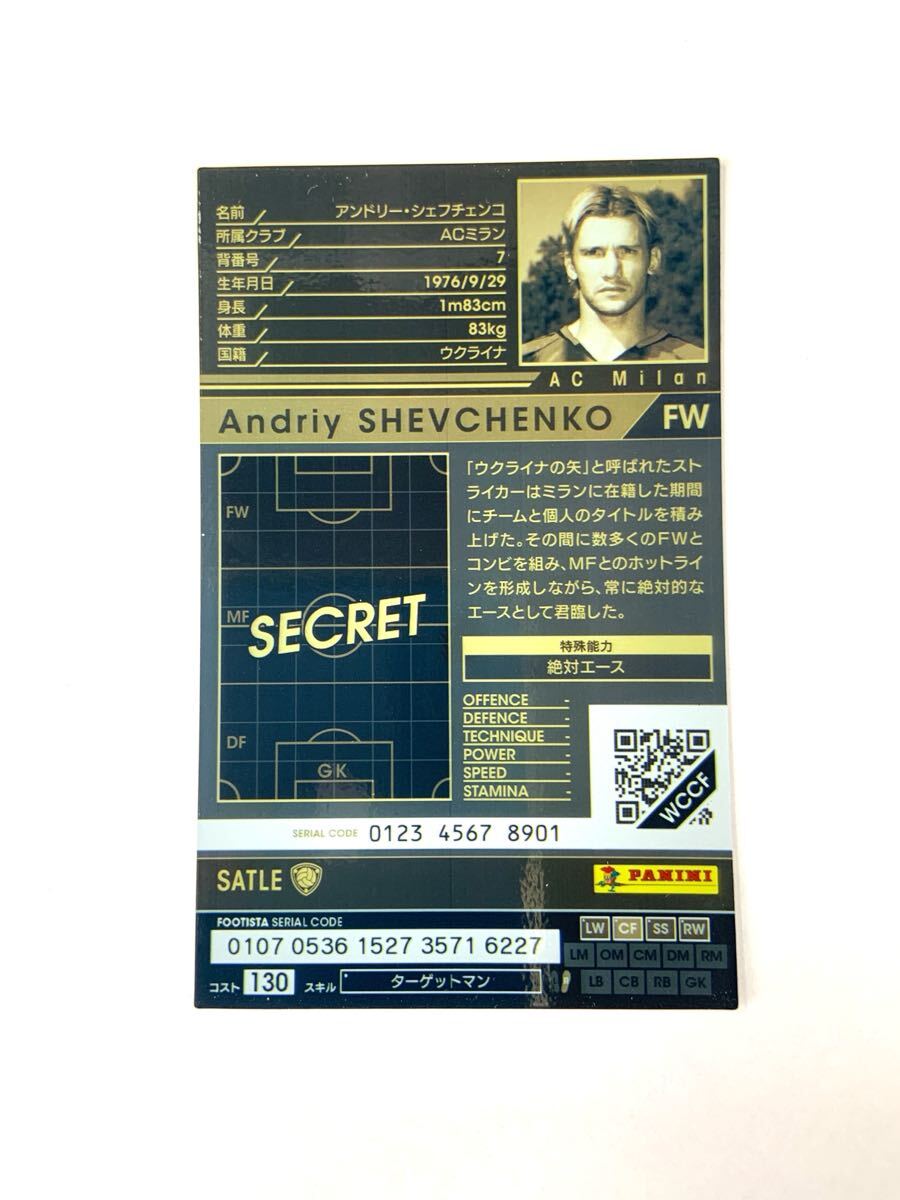 名前 アンドリー・シェフチェンコ
所属クラブ ACミラン
背番号 7
生年月日 1976/9/29
身長 1m83cm
体重 83kg
国籍 ウクライナ
AC Milan
Andriy SHEVCHENKO FW
FW
MF
SECRET
DF
GK
「ウクライナの矢」と呼ばれたスト
ライカーはミランに在籍した期間
にチームと個人のタイトルを積み
上げた。その間に数多くのFWと
コンビを組み、MFとのホットライ
ンを形成しながら、常に絶対的な
エースとして君臨した。
特殊能力
絶対エース
OFFENCE -
DEFENCE -
TECHNIQUE -
POWER -
SPEED -
STAMINA -
WCCF
SERIAL CODE 0123 4567 8901
SATLE
PANINI
FOOTISTA SERIAL CODE
0107 0536 1527 3571 6227
コスト 130 スキル ターゲットマン
LW CF SS RW
LM OM CM DM RM
LB CB RB GK